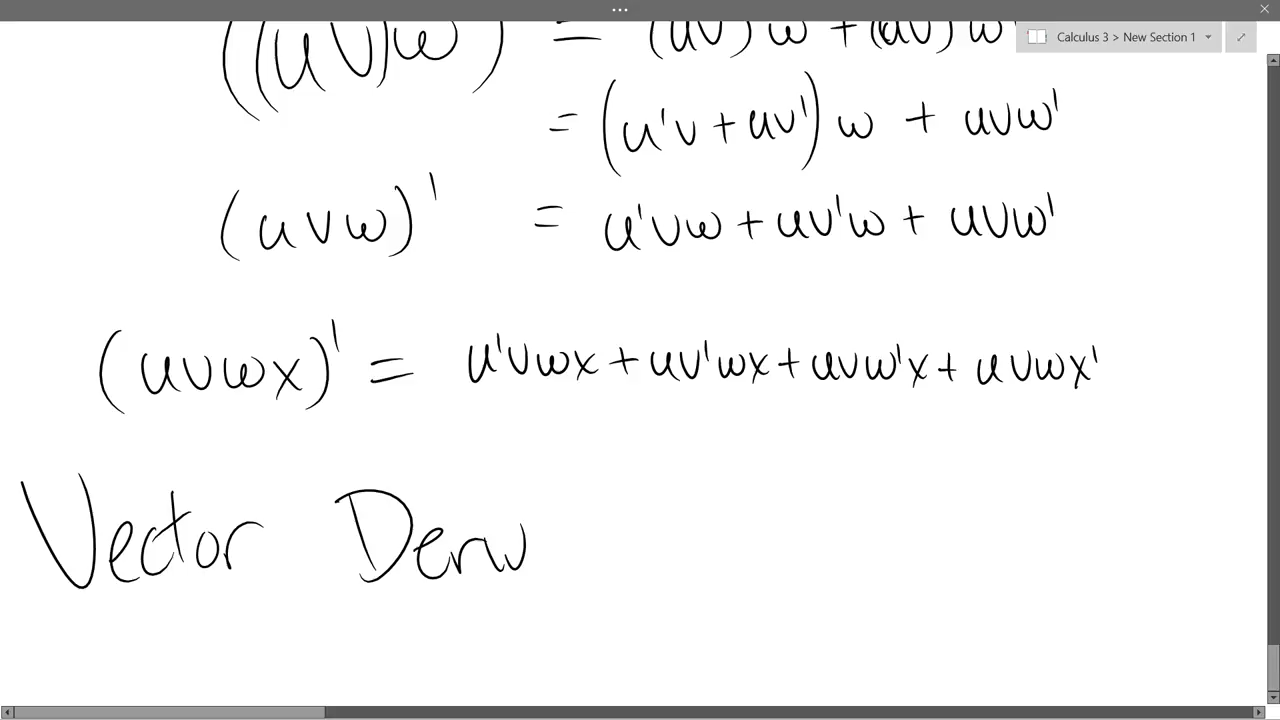 ((uv)w)' = (uv)'w + (uv)w'
Calculus 3 > New Section 1
= (u'v + uv')w + uvw'
(uvw)' = u'vw + uv'w + uvw'
(uvwx)' = u'vwx + uv'wx + uvw'x + uvwx'
Vector Deriv